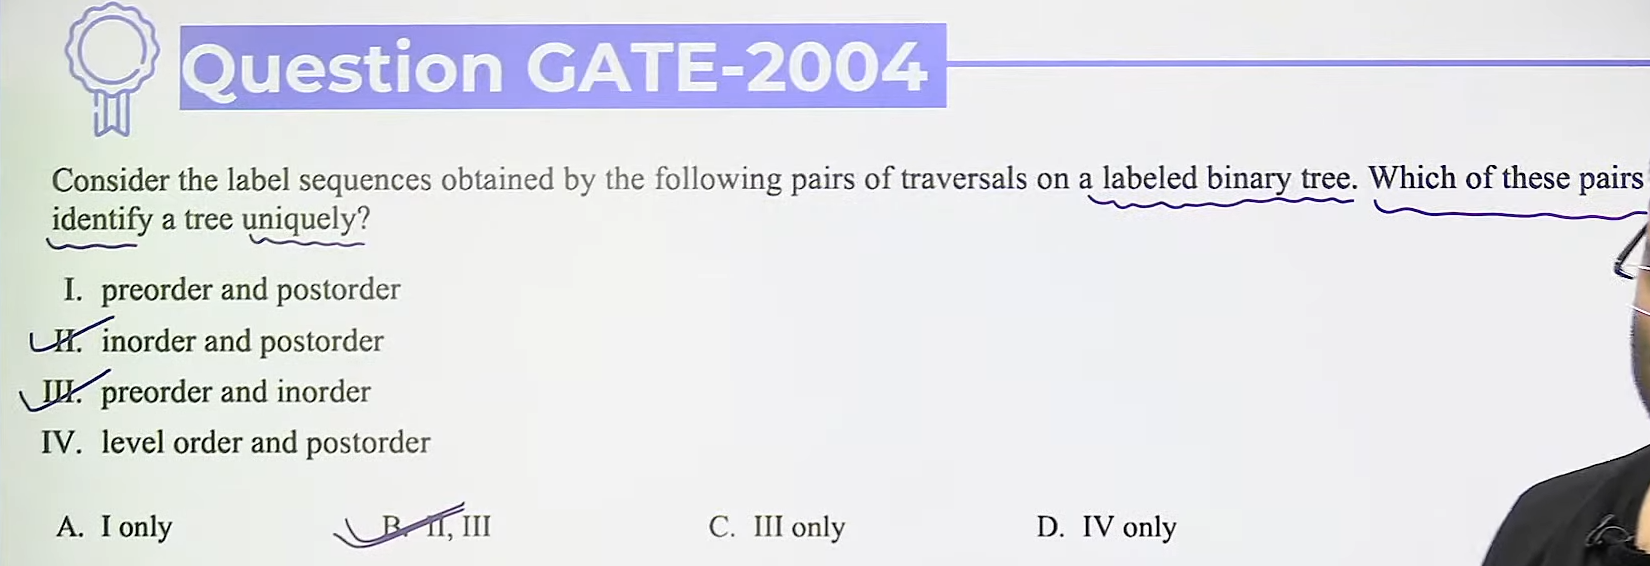 Question GATE-2004
Consider the label sequences obtained by the following pairs of traversals on a labeled binary tree. Which of these pairs
identify a tree uniquely?
I. preorder and postorder
II. inorder and postorder
III. preorder and inorder
IV. level order and postorder
A. I only B. II, III C. III only D. IV only